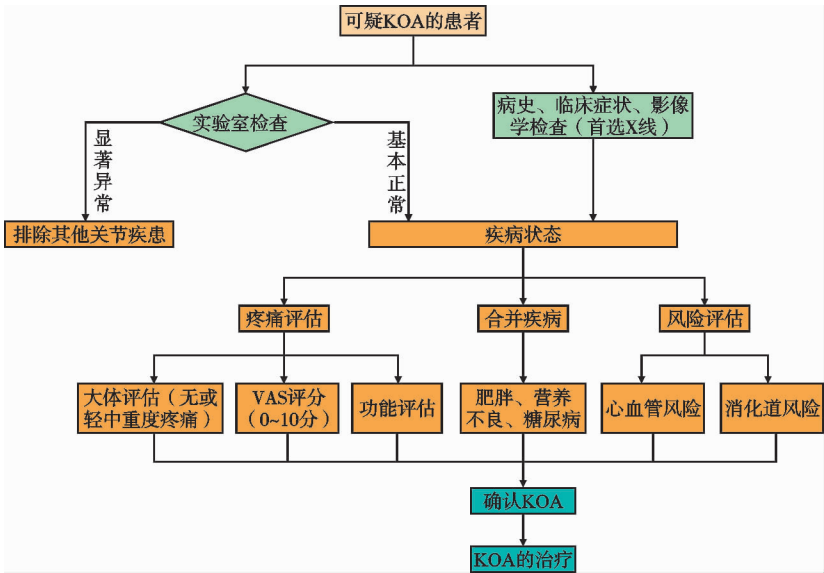 可疑KOA的患者
实验室检查
病史、临床症状、影像
学检查（首选X线）
显著异常
基本正常
排除其他关节疾患
疾病状态
疼痛评估
合并疾病
风险评估
大体评估（无或
轻中重度疼痛）
VAS评分
（0~10分）
功能评估
肥胖、营养
不良、糖尿病
心血管风险
消化道风险
确认KOA
KOA的治疗